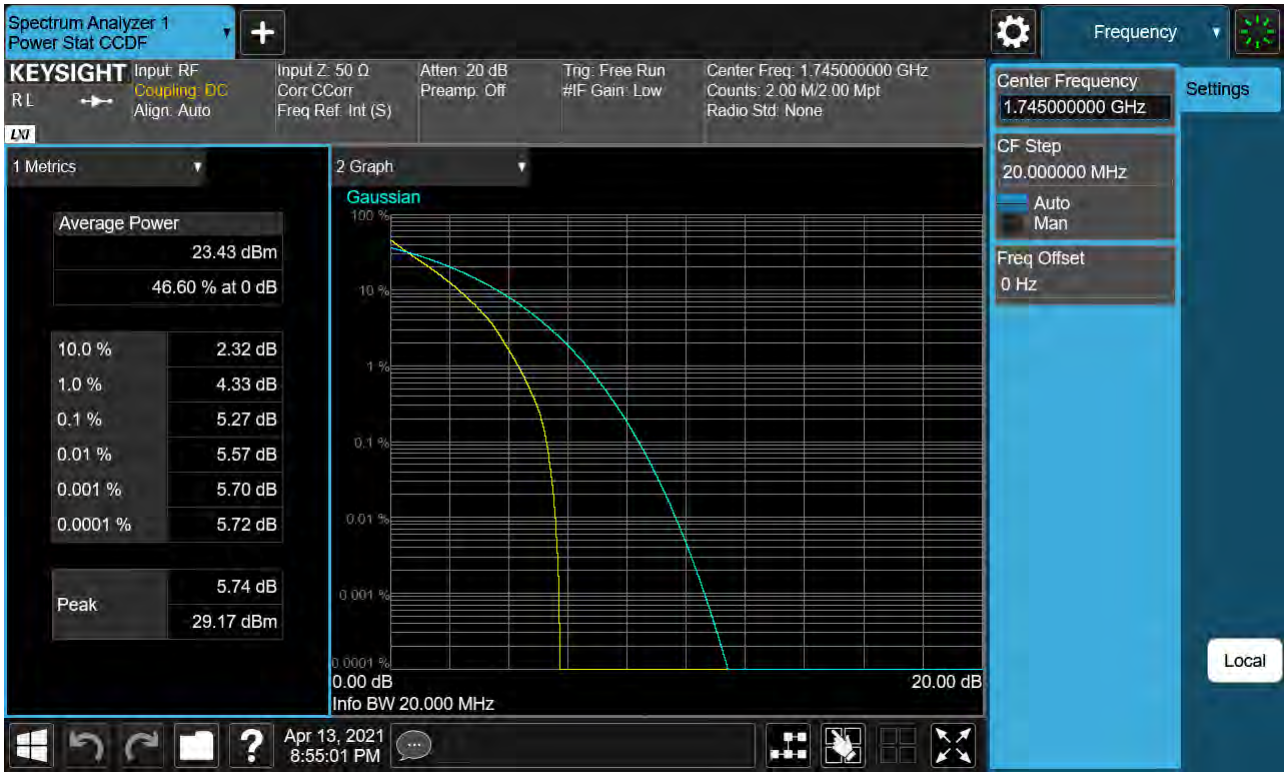 Spectrum Analyzer 1
Power Stat CCDF
Frequency
KEYSIGHT
R L
LXI
Input: RF
Coupling: DC
Align: Auto
Input Z: 50 Ω
Corr CCorr
Freq Ref: Int (S)
Atten: 20 dB
Preamp: Off
Trig: Free Run
#IF Gain: Low
Center Freq: 1.745000000 GHz
Counts: 2.00 M/2.00 Mpt
Radio Std: None
Center Frequency
1.745000000 GHz
Settings
CF Step
20.000000 MHz
Auto
Man
Freq Offset
0 Hz
Local
1 Metrics
Average Power
23.43 dBm
46.60 % at 0 dB
10.0 % 2.32 dB
1.0 % 4.33 dB
0.1 % 5.27 dB
0.01 % 5.57 dB
0.001 % 5.70 dB
0.0001 % 5.72 dB
Peak
5.74 dB
29.17 dBm
2 Graph
Gaussian
100 %
10 %
1 %
0.1 %
0.01 %
0.001 %
0.0001 %
0.00 dB 20.00 dB
Info BW 20.000 MHz
Apr 13, 2021
8:55:01 PM